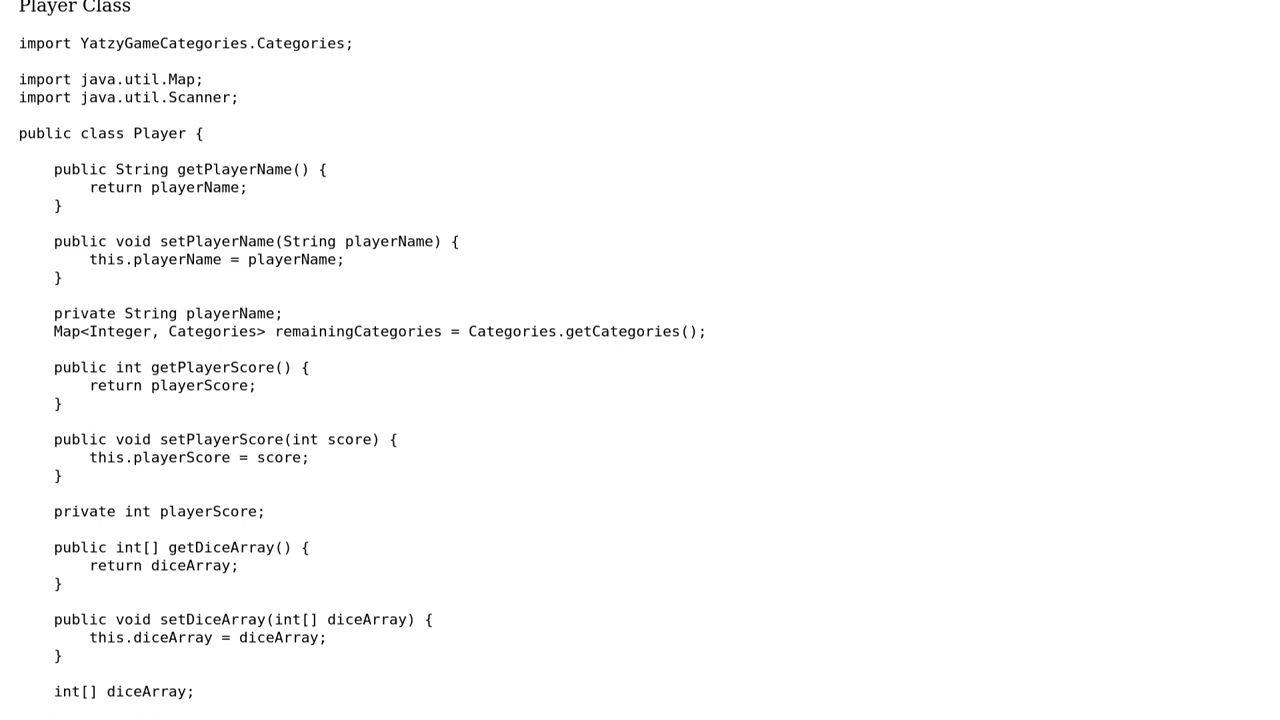 Player Class
import YatzyGameCategories.Categories;
import java.util.Map;
import java.util.Scanner;
public class Player {
public String getPlayerName() {
return playerName;
}
public void setPlayerName(String playerName) {
this.playerName = playerName;
}
private String playerName;
Map<Integer, Categories> remainingCategories = Categories.getCategories();
public int getPlayerScore() {
return playerScore;
}
public void setPlayerScore(int score) {
this.playerScore = score;
}
private int playerScore;
public int[] getDiceArray() {
return diceArray;
}
public void setDiceArray(int[] diceArray) {
this.diceArray = diceArray;
}
int[] diceArray;